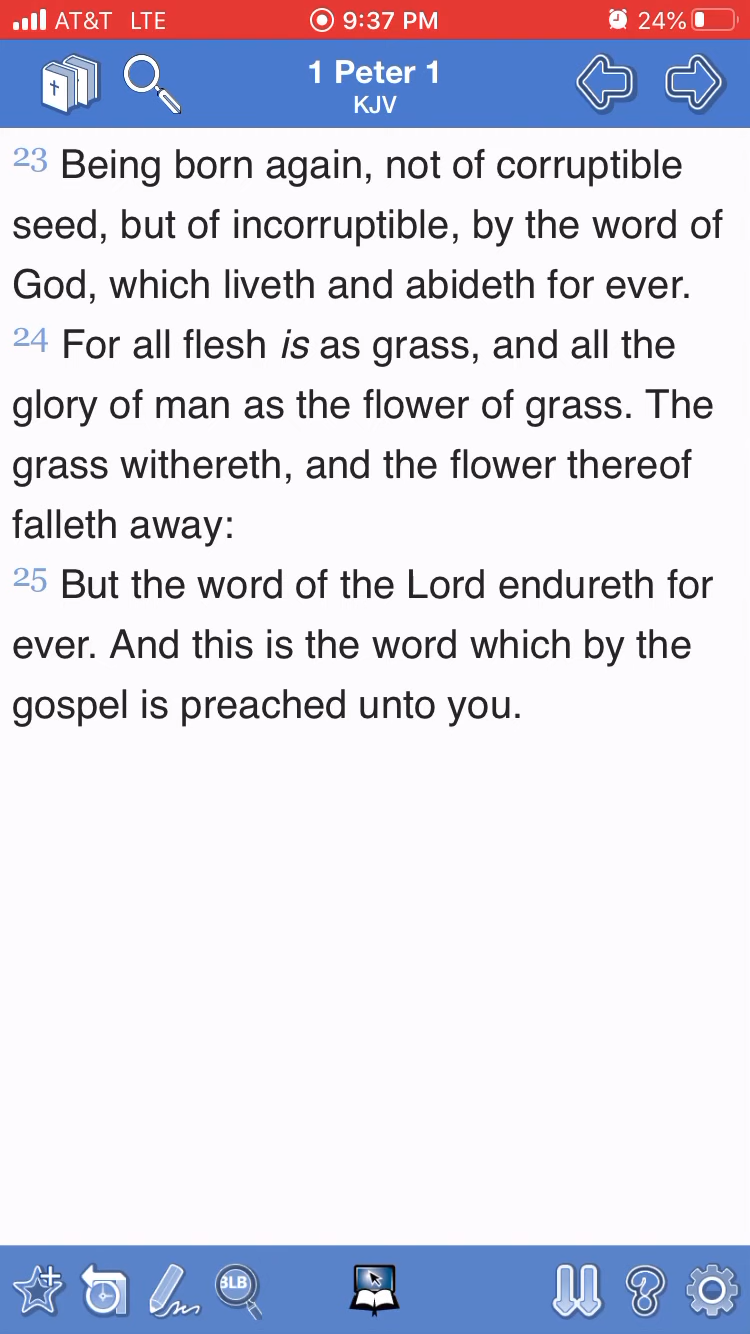 AT&T LTE 9:37 PM 24%
1 Peter 1
KJV
23 Being born again, not of corruptible
seed, but of incorruptible, by the word of
God, which liveth and abideth for ever.
24 For all flesh is as grass, and all the
glory of man as the flower of grass. The
grass withereth, and the flower thereof
falleth away:
25 But the word of the Lord endureth for
ever. And this is the word which by the
gospel is preached unto you.
BLB